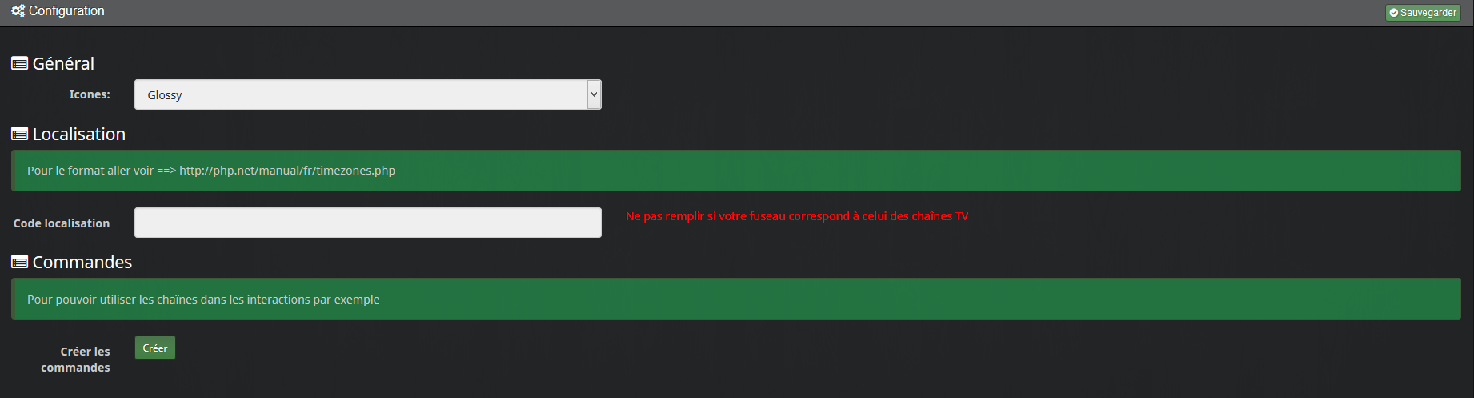 Configuration
Sauvegarder
Général
Icones:
Glossy
Localisation
Pour le format aller voir ==> http://php.net/manual/fr/timezones.php
Code localisation
Ne pas remplir si votre fuseau correspond à celui des chaînes TV
Commandes
Pour pouvoir utiliser les chaînes dans les interactions par exemple
Créer les
commandes
Créer